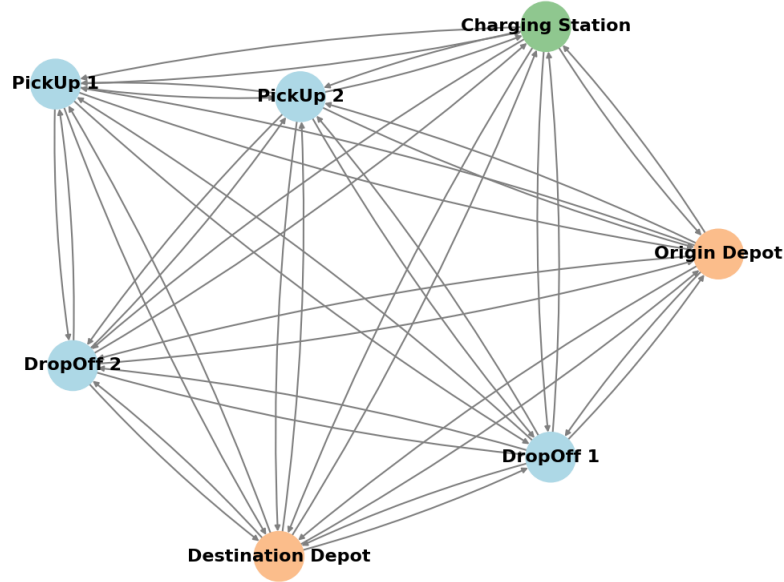 Charging Station
PickUp 1
PickUp 2
Origin Depot
DropOff 2
DropOff 1
Destination Depot